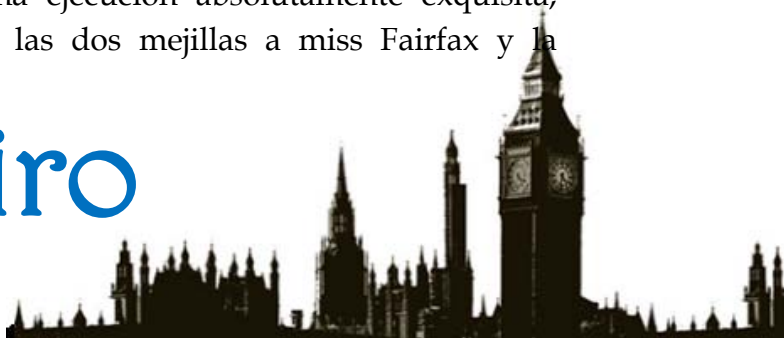 ejecución absolutamente exquisita,
las dos mejillas a miss Fairfax y la
iro